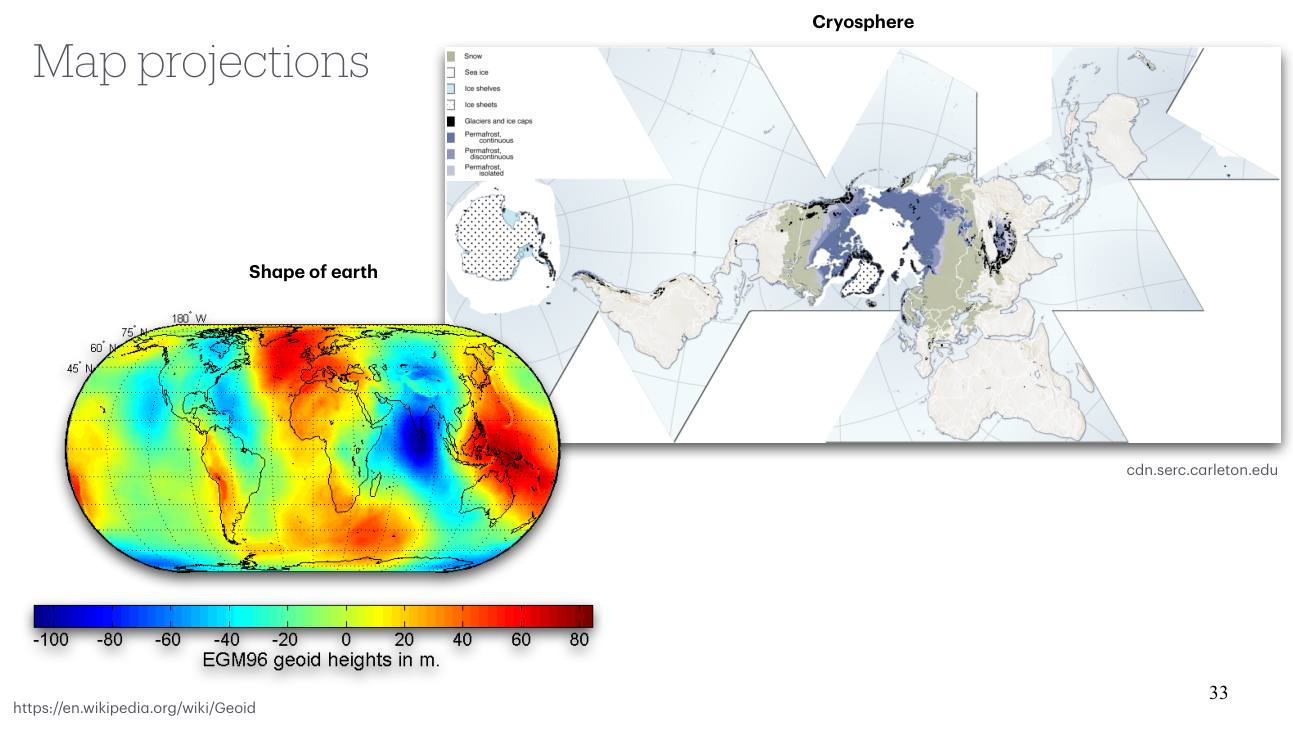 Cryosphere
Map projections
Snow
Sea ice
Ice shelves
Ice sheets
Glaciers and ice caps
Permafrost,
continuous
Permafrost,
discontinuous
Permafrost,
isolated
Shape of earth
180° W
75° N
60° N
45° N
cdn.serc.carleton.edu
-100 -80 -60 -40 -20 0 20 40 60 80
EGM96 geoid heights in m.
33
https://en.wikipedia.org/wiki/Geoid